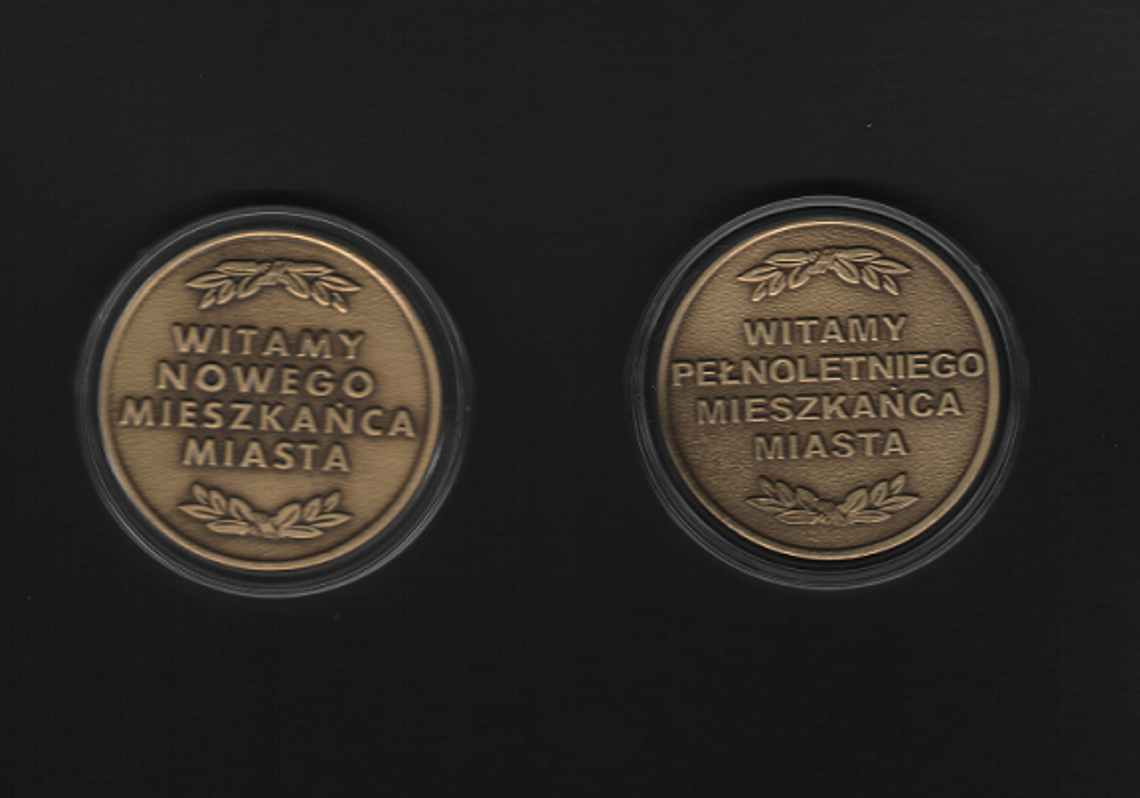 WITAMY
NOWEGO
MIESZKAŃCA
MIASTA
WITAMY
PEŁNOLETNIEGO
MIESZKAŃCA
MIASTA